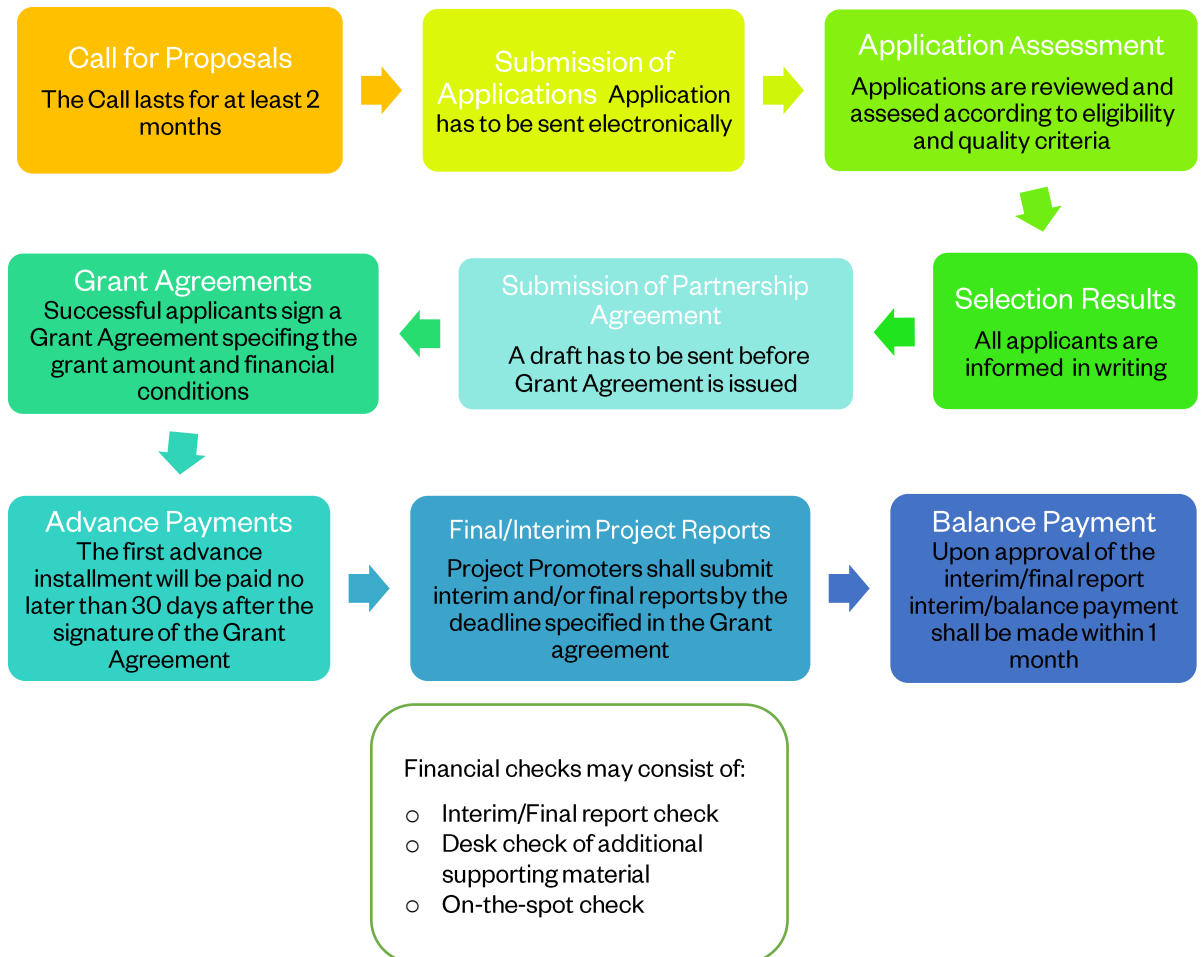 Call for Proposals
The Call lasts for at least 2
months
Submission of
Applications Application
has to be sent electronically
Application Assessment
Applications are reviewed and
assesed according to eligibility
and quality criteria
Selection Results
All applicants are
informed in writing
Submission of Partnership
Agreement
A draft has to be sent before
Grant Agreement is issued
Grant Agreements
Successful applicants sign a
Grant Agreement specifing the
grant amount and financial
conditions
Advance Payments
The first advance
installment will be paid no
later than 30 days after the
signature of the Grant
Agreement
Final/Interim Project Reports
Project Promoters shall submit
interim and/or final reports by the
deadline specified in the Grant
agreement
Balance Payment
Upon approval of the
interim/final report
interim/balance payment
shall be made within 1
month
Financial checks may consist of:
○ Interim/Final report check
○ Desk check of additional
supporting material
○ On-the-spot check